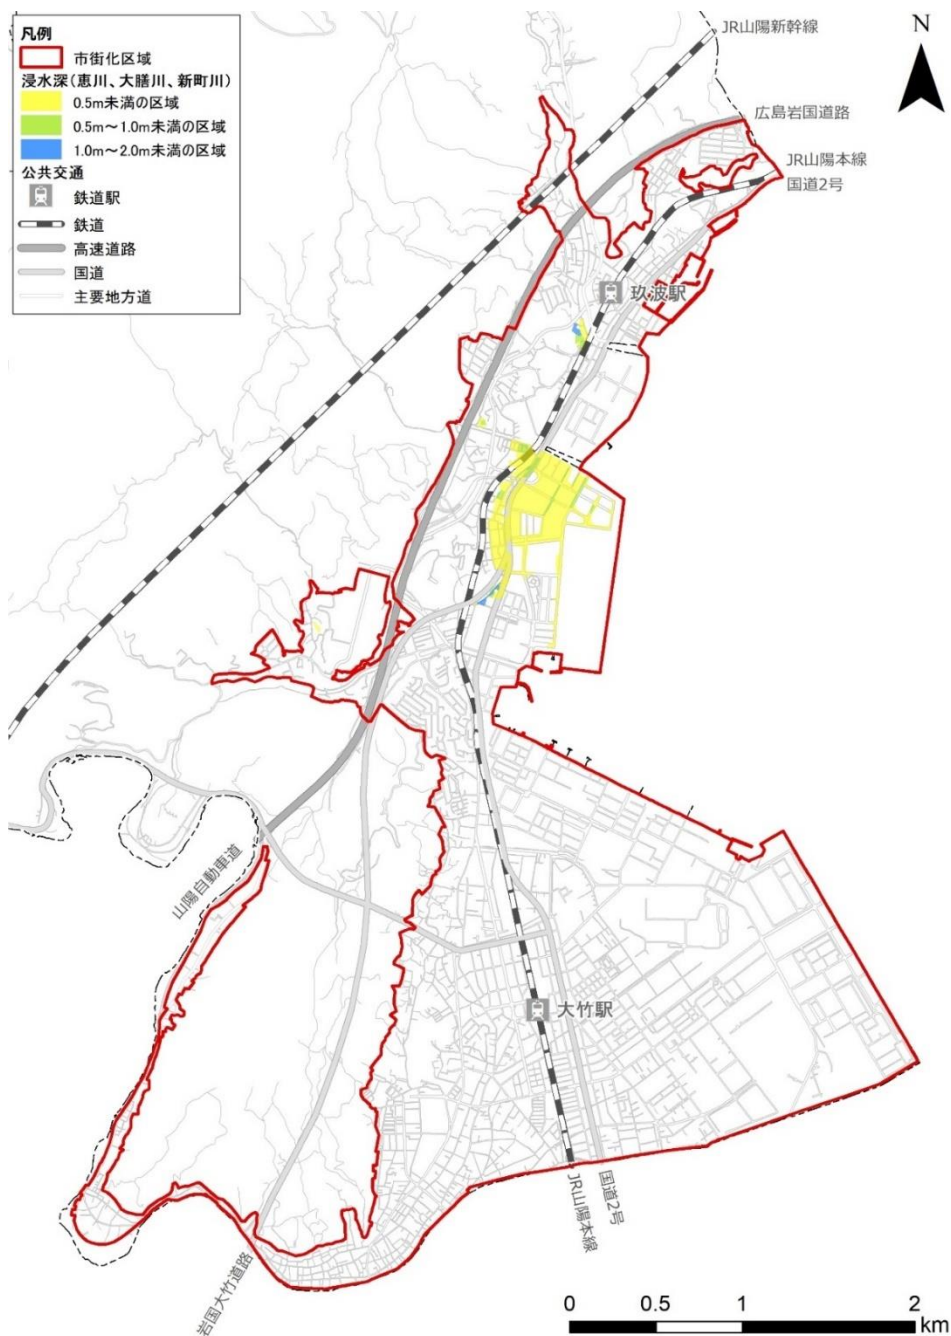 凡例
市街化区域
浸水深(恵川、大膳川、新町川)
0.5m未満の区域
0.5m～1.0m未満の区域
1.0m～2.0m未満の区域
公共交通
鉄道駅
鉄道
高速道路
国道
主要地方道
N
JR山陽新幹線
広島岩国道路
JR山陽本線
国道2号
玖波駅
山陽自動車道
大竹駅
JR山陽本線
国道2号
岩国大竹道路
0 0.5 1 2
km